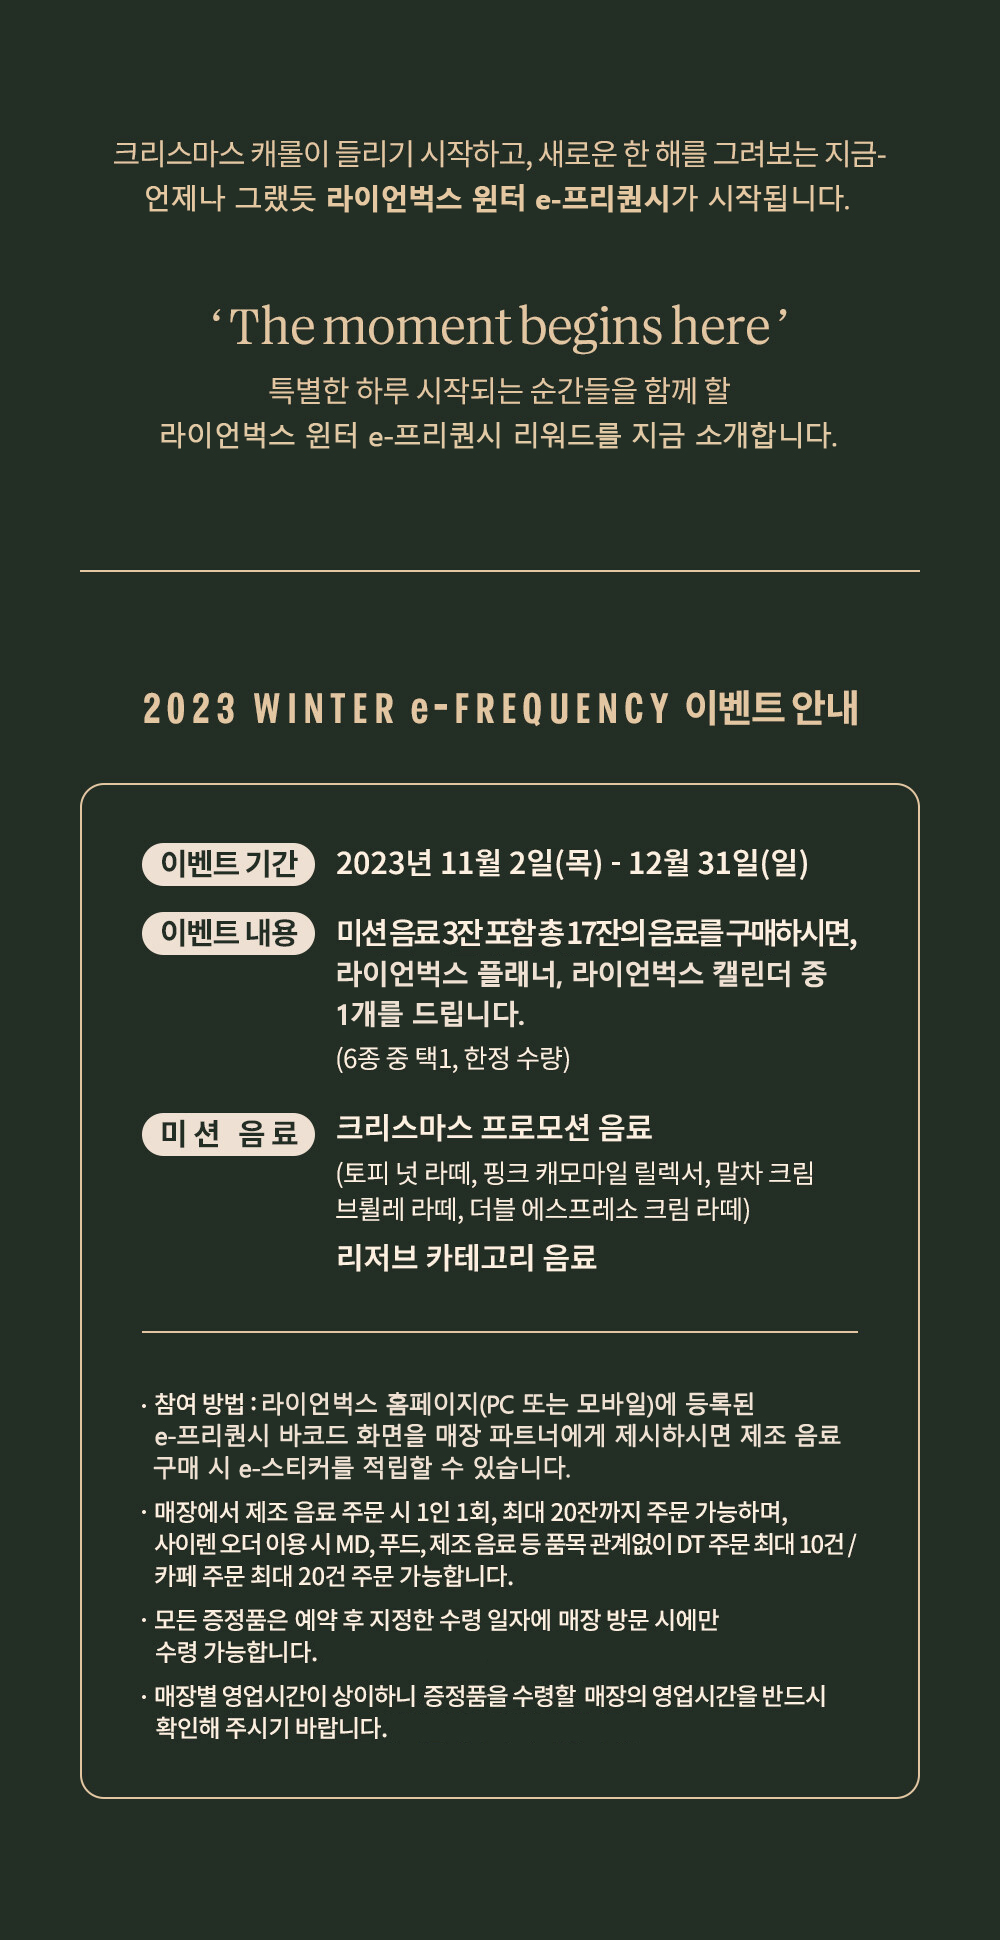 크리스마스 캐롤이 들리기 시작하고, 새로운 한 해를 그려보는 지금-
언제나 그랬듯 라이언벅스 윈터 e-프리퀀시가 시작됩니다.
‘ The moment begins here ’
특별한 하루 시작되는 순간들을 함께 할
라이언벅스 윈터 e-프리퀀시 리워드를 지금 소개합니다.
2023 WINTER e-FREQUENCY 이벤트 안내
이벤트 기간 2023년 11월 2일(목) - 12월 31일(일)
이벤트 내용 미션 음료 3잔 포함 총 17잔의 음료를 구매하시면,
라이언벅스 플래너, 라이언벅스 캘린더 중
1개를 드립니다.
(6종 중 택1, 한정 수량)
미션 음료 크리스마스 프로모션 음료
(토피 넛 라떼, 핑크 캐모마일 릴렉서, 말차 크림
브륄레 라떼, 더블 에스프레소 크림 라떼)
리저브 카테고리 음료
· 참여 방법 : 라이언벅스 홈페이지(PC 또는 모바일)에 등록된
e-프리퀀시 바코드 화면을 매장 파트너에게 제시하시면 제조 음료
구매 시 e-스티커를 적립할 수 있습니다.
· 매장에서 제조 음료 주문 시 1인 1회, 최대 20잔까지 주문 가능하며,
사이렌 오더 이용 시 MD, 푸드, 제조 음료 등 품목 관계없이 DT 주문 최대 10건 /
카페 주문 최대 20건 주문 가능합니다.
· 모든 증정품은 예약 후 지정한 수령 일자에 매장 방문 시에만
수령 가능합니다.
· 매장별 영업시간이 상이하니 증정품을 수령할 매장의 영업시간을 반드시
확인해 주시기 바랍니다.